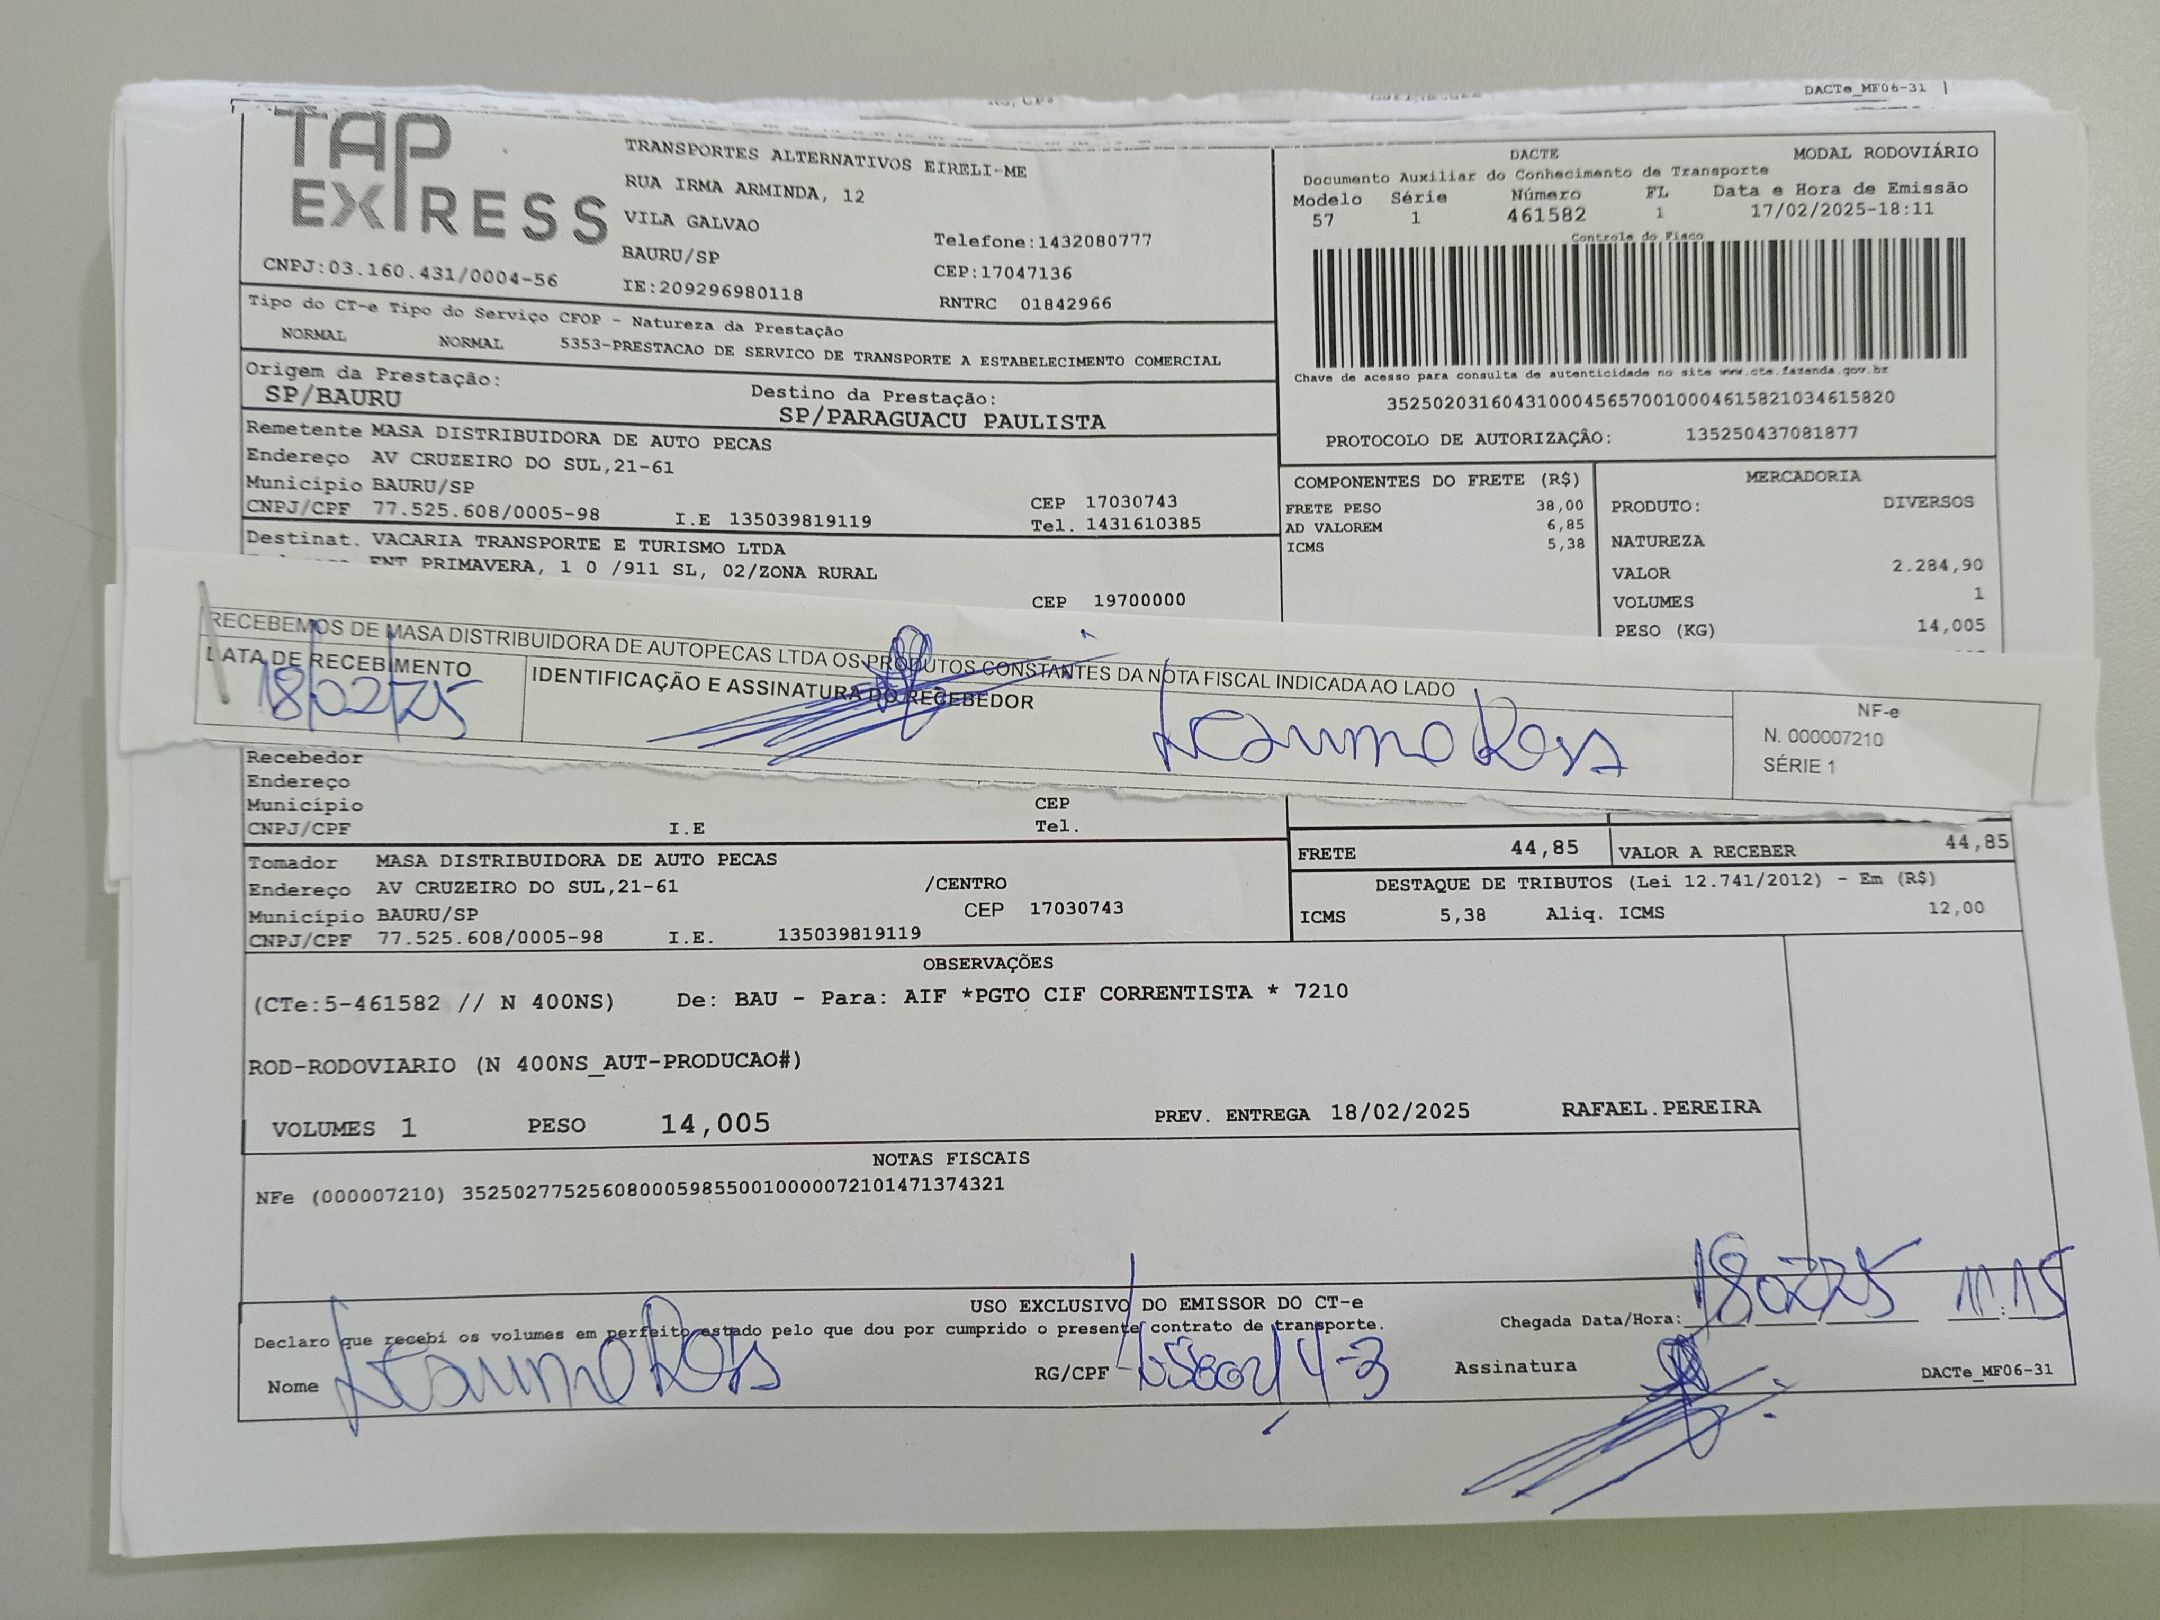 DACTe_MF06-31
TAP
EXPRESS
CNPJ:03.160.431/0004-56
TRANSPORTES ALTERNATIVOS EIRELI-ME
RUA IRMA ARMINDA, 12
VILA GALVAO
BAURU/SP
IE:209296980118
Telefone:1432080777
CEP:17047136
RNTRC 01842966
DACTE MODAL RODOVIÁRIO
Documento Auxiliar do Conhecimento de Transporte
Modelo Série Número FL Data e Hora de Emissão
57 1 461582 1 17/02/2025-18:11
Controle do Fisco
Chave de acesso para consulta de autenticidade no site www.cte.fazenda.gov.br
35250203160431000456570010004615821034615820
PROTOCOLO DE AUTORIZAÇÃO: 135250437081877
Tipo do CT-e Tipo do Serviço CFOP - Natureza da Prestação
NORMAL NORMAL 5353-PRESTACAO DE SERVICO DE TRANSPORTE A ESTABELECIMENTO COMERCIAL
Origem da Prestação: Destino da Prestação:
SP/BAURU SP/PARAGUACU PAULISTA
Remetente MASA DISTRIBUIDORA DE AUTO PECAS
Endereço AV CRUZEIRO DO SUL,21-61
Município BAURU/SP CEP 17030743
CNPJ/CPF 77.525.608/0005-98 I.E 135039819119 Tel. 1431610385
Destinat. VACARIA TRANSPORTE E TURISMO LTDA
ENT PRIMAVERA, 1 0 /911 SL, 02/ZONA RURAL
CEP 19700000
COMPONENTES DO FRETE (R$)
FRETE PESO 38,00
AD VALOREM 6,85
ICMS 5,38
MERCADORIA
PRODUTO: DIVERSOS
NATUREZA
VALOR 2.284,90
VOLUMES 1
PESO (KG) 14,005
RECEBEMOS DE MASA DISTRIBUIDORA DE AUTOPECAS LTDA OS PRODUTOS CONSTANTES DA NOTA FISCAL INDICADA AO LADO
DATA DE RECEBIMENTO IDENTIFICAÇÃO E ASSINATURA DO RECEBEDOR
18/02/25
NF-e
N. 000007210
SÉRIE 1
Recebedor
Endereço
Município CEP
CNPJ/CPF I.E Tel.
FRETE 44,85 VALOR A RECEBER 44,85
Tomador MASA DISTRIBUIDORA DE AUTO PECAS
Endereço AV CRUZEIRO DO SUL,21-61 /CENTRO
Município BAURU/SP CEP 17030743
CNPJ/CPF 77.525.608/0005-98 I.E. 135039819119
DESTAQUE DE TRIBUTOS (Lei 12.741/2012) - Em (R$)
ICMS 5,38 Aliq. ICMS 12,00
OBSERVAÇÕES
(CTe:5-461582 // N 400NS) De: BAU - Para: AIF *PGTO CIF CORRENTISTA * 7210
ROD-RODOVIARIO (N 400NS_AUT-PRODUCAO#)
VOLUMES 1 PESO 14,005 PREV. ENTREGA 18/02/2025 RAFAEL.PEREIRA
NOTAS FISCAIS
NFe (000007210) 35250277525608000598550010000072101471374321
USO EXCLUSIVO DO EMISSOR DO CT-e
Declaro que recebi os volumes em perfeito estado pelo que dou por cumprido o presente contrato de transporte.
Chegada Data/Hora: 18 02 25 11:15
Nome RG/CPF Assinatura
DACTe_MF06-31